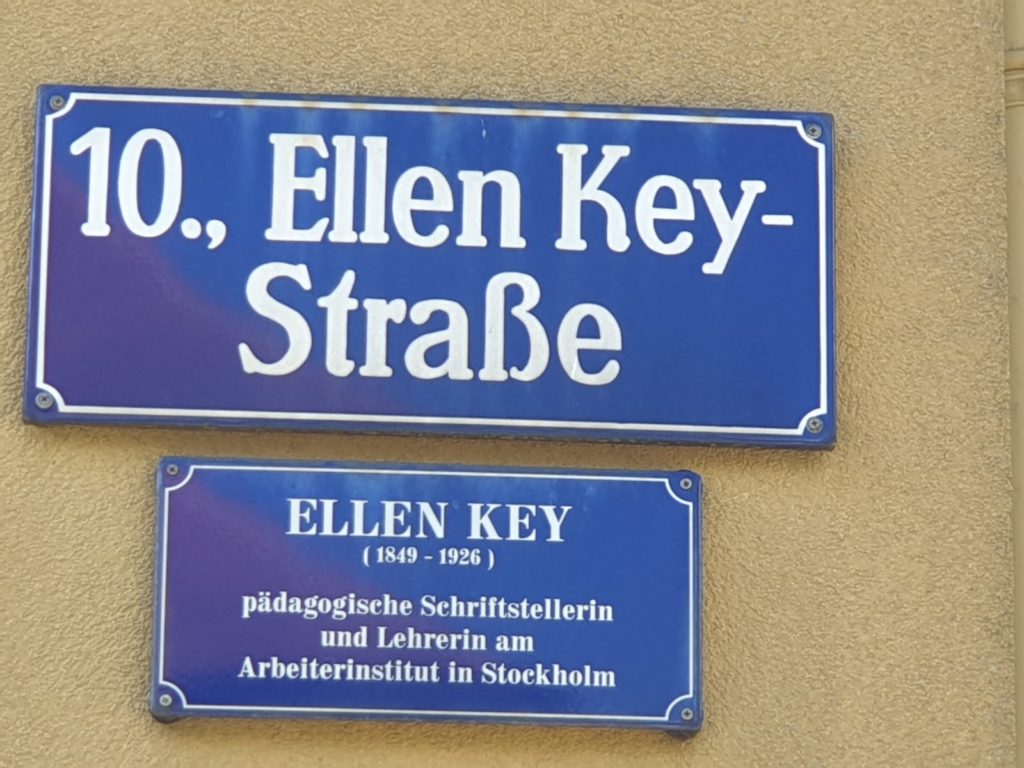 10., Ellen Key-
Straße
ELLEN KEY
( 1849 - 1926 )
pädagogische Schriftstellerin
und Lehrerin am
Arbeiterinstitut in Stockholm